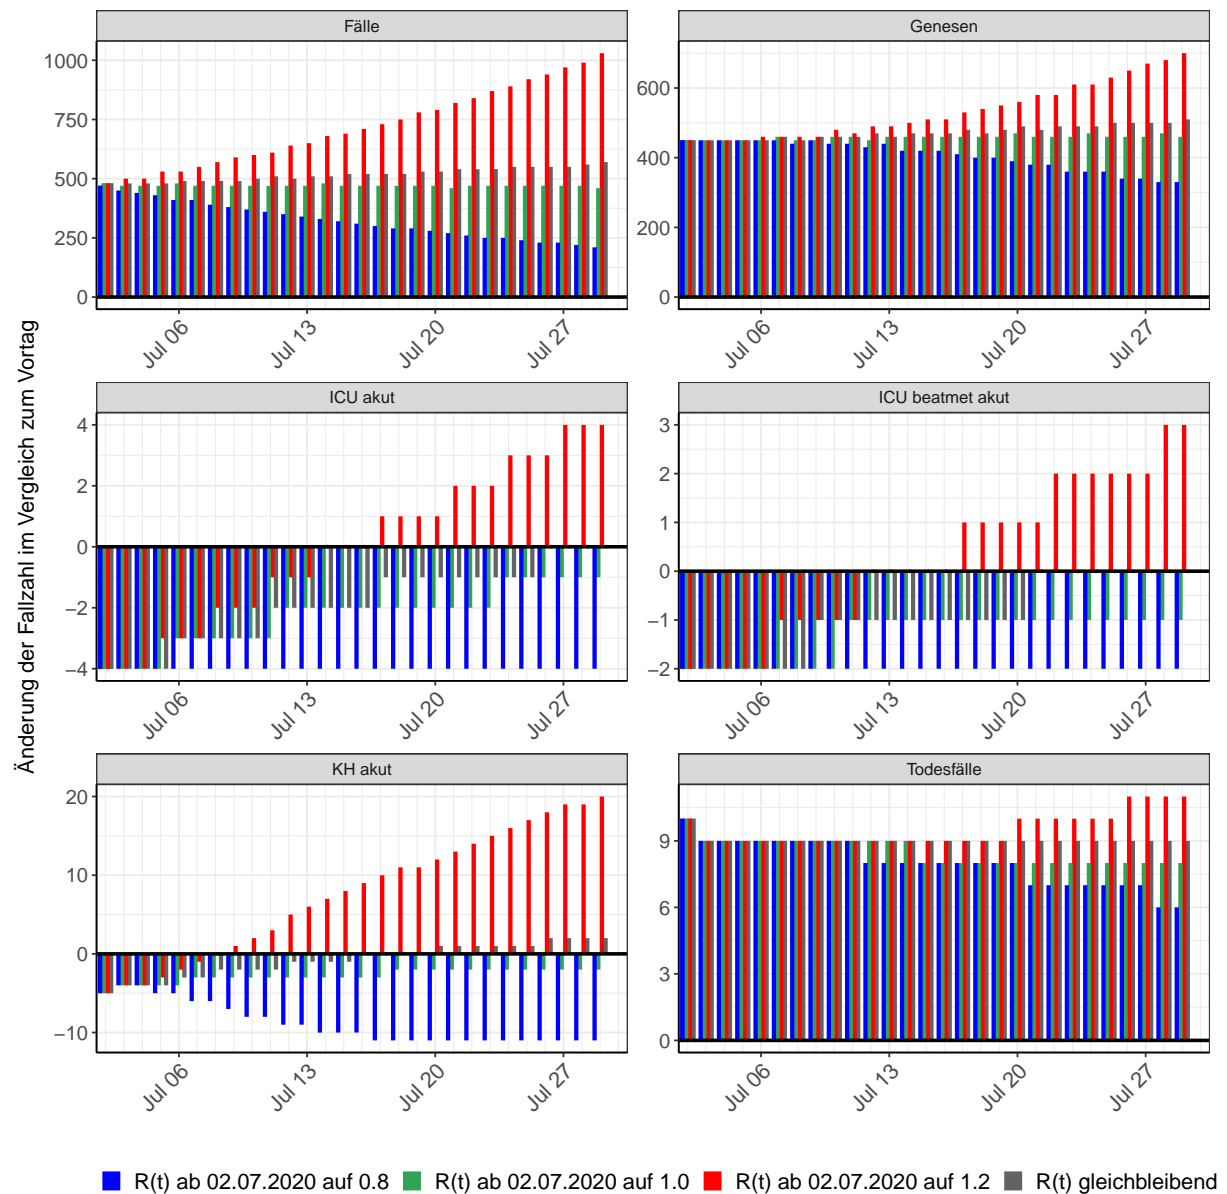 Fälle
Genesen
1000
750
500
250
0
600
400
200
0
Jul 06
Jul 13
Jul 20
Jul 27
Jul 06
Jul 13
Jul 20
Jul 27
Änderung der Fallzahl im Vergleich zum Vortag
ICU akut
ICU beatmet akut
4
2
0
−2
−4
3
2
1
0
−1
−2
Jul 06
Jul 13
Jul 20
Jul 27
Jul 06
Jul 13
Jul 20
Jul 27
KH akut
Todesfälle
20
10
0
−10
9
6
3
0
Jul 06
Jul 13
Jul 20
Jul 27
Jul 06
Jul 13
Jul 20
Jul 27
R(t) ab 02.07.2020 auf 0.8 R(t) ab 02.07.2020 auf 1.0 R(t) ab 02.07.2020 auf 1.2 R(t) gleichbleibend